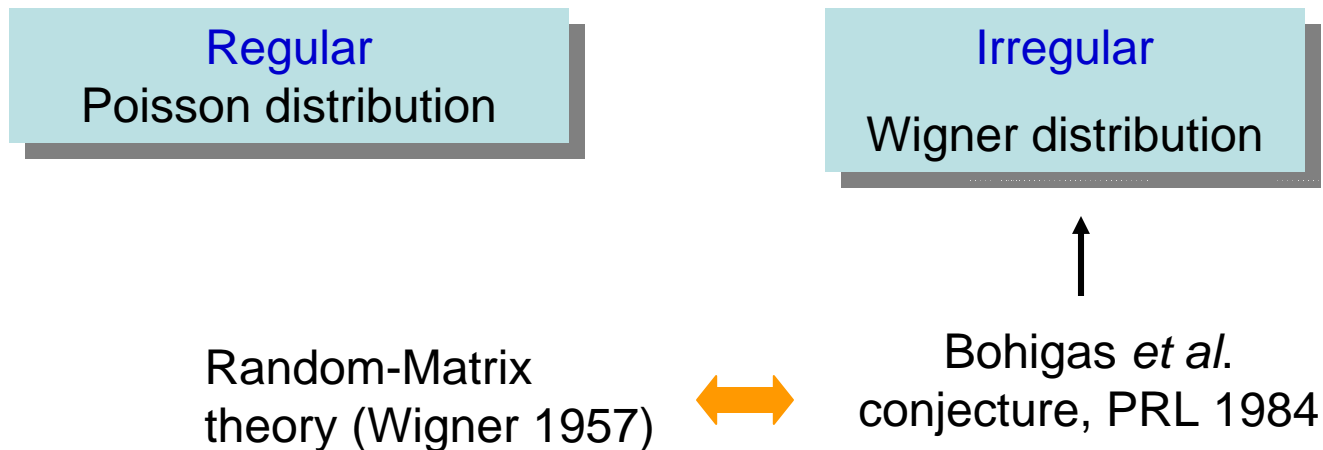 Regular
Poisson distribution
Irregular
Wigner distribution
Random-Matrix
theory (Wigner 1957)
Bohigas et al.
conjecture, PRL 1984